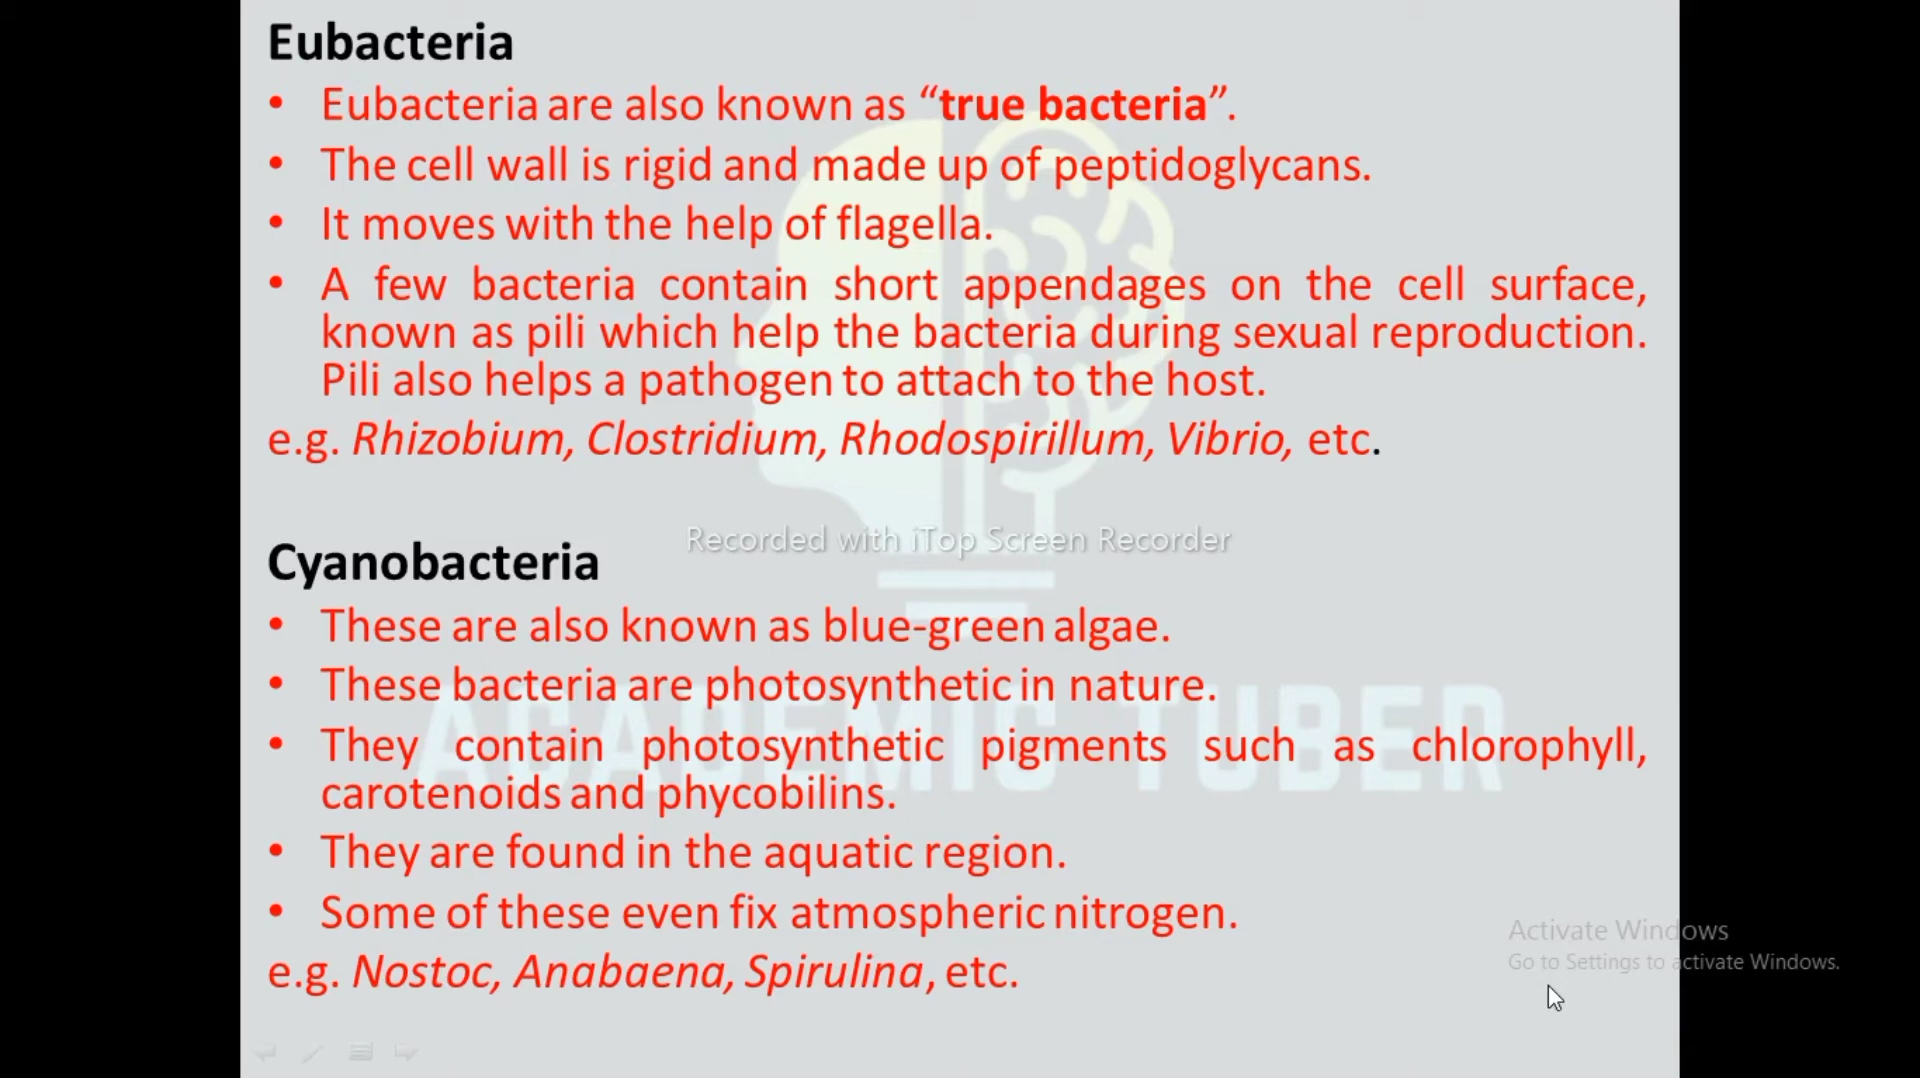 Eubacteria
• Eubacteria are also known as “true bacteria”.
• The cell wall is rigid and made up of peptidoglycans.
• It moves with the help of flagella.
• A few bacteria contain short appendages on the cell surface,
known as pili which help the bacteria during sexual reproduction.
Pili also helps a pathogen to attach to the host.
e.g. Rhizobium, Clostridium, Rhodospirillum, Vibrio, etc.
Recorded with iTop Screen Recorder
Cyanobacteria
• These are also known as blue-green algae.
• These bacteria are photosynthetic in nature.
ACADEMIC TUBER
• They contain photosynthetic pigments such as chlorophyll,
carotenoids and phycobilins.
• They are found in the aquatic region.
• Some of these even fix atmospheric nitrogen.
Activate Windows
Go to Settings to activate Windows.
e.g. Nostoc, Anabaena, Spirulina, etc.